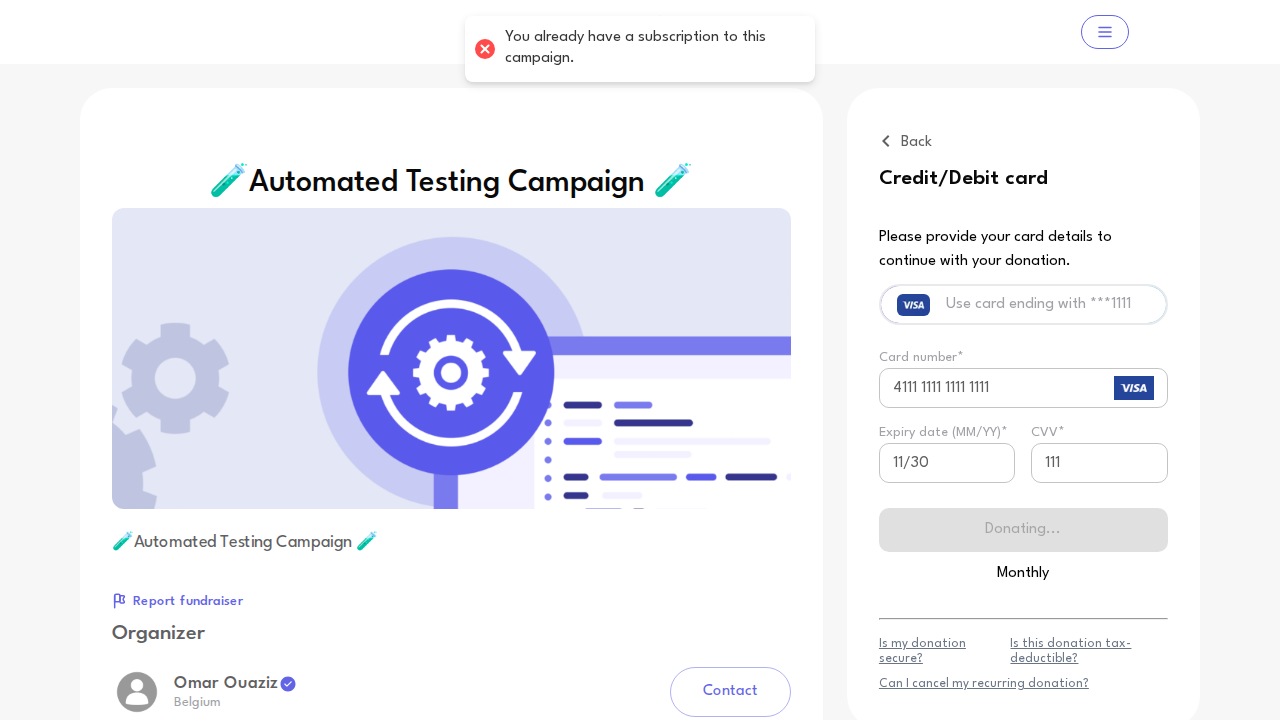 You already have a subscription to this
campaign.
🧪Automated Testing Campaign 🧪
🧪Automated Testing Campaign 🧪
Report fundraiser
Organizer
Omar Ouaziz
Belgium
Contact
Back
Credit/Debit card
Please provide your card details to
continue with your donation.
VISA Use card ending with ***1111
Card number*
4111 1111 1111 1111 VISA
Expiry date (MM/YY)* CVV*
11/30 111
Donating...
Monthly
Is my donation
secure?
Is this donation tax-
deductible?
Can I cancel my recurring donation?